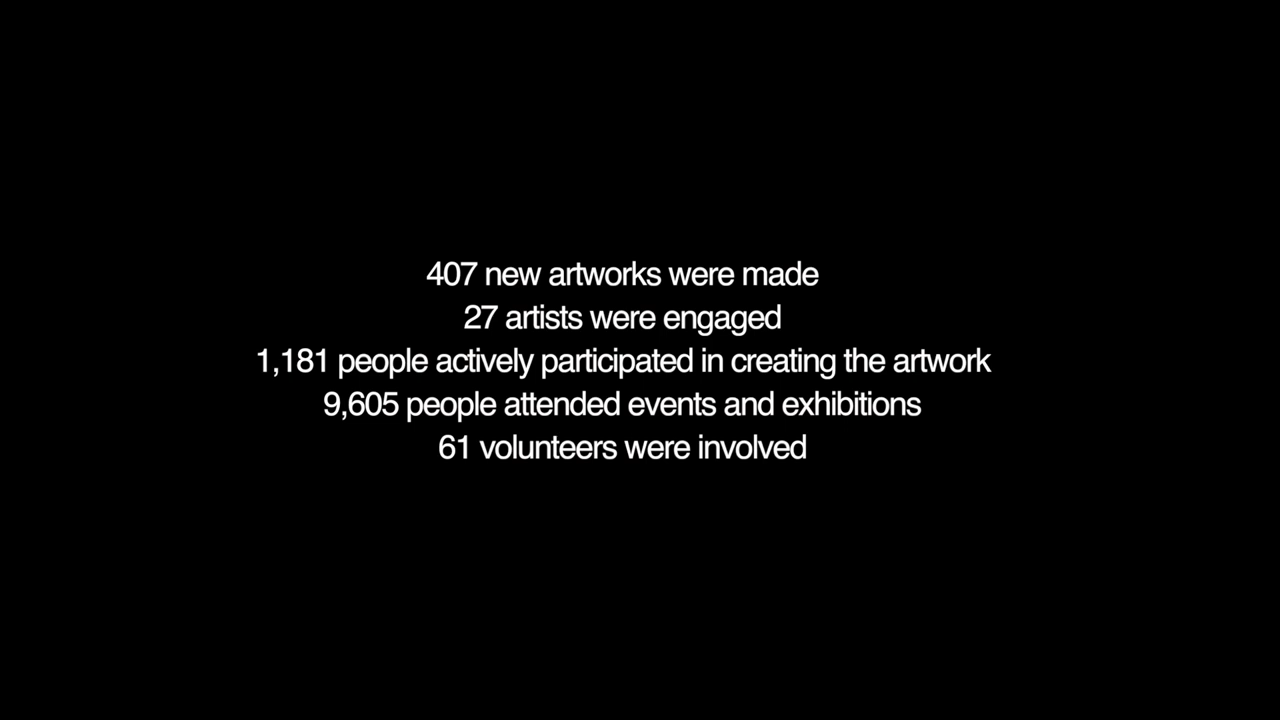 407 new artworks were made
27 artists were engaged
1,181 people actively participated in creating the artwork
9,605 people attended events and exhibitions
61 volunteers were involved